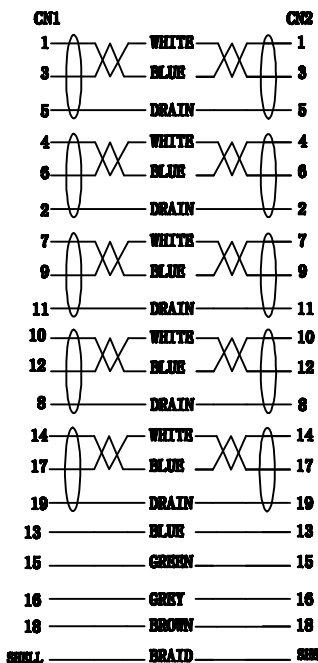 CN1 CN2
1 WHITE 1
3 BLUE 3
5 DRAIN 5
4 WHITE 4
6 BLUE 6
2 DRAIN 2
7 WHITE 7
9 BLUE 9
11 DRAIN 11
10 WHITE 10
12 BLUE 12
8 DRAIN 8
14 WHITE 14
17 BLUE 17
19 DRAIN 19
13 BLUE 13
15 GREEN 15
16 GREY 16
18 BROWN 18
SHELL BRAID